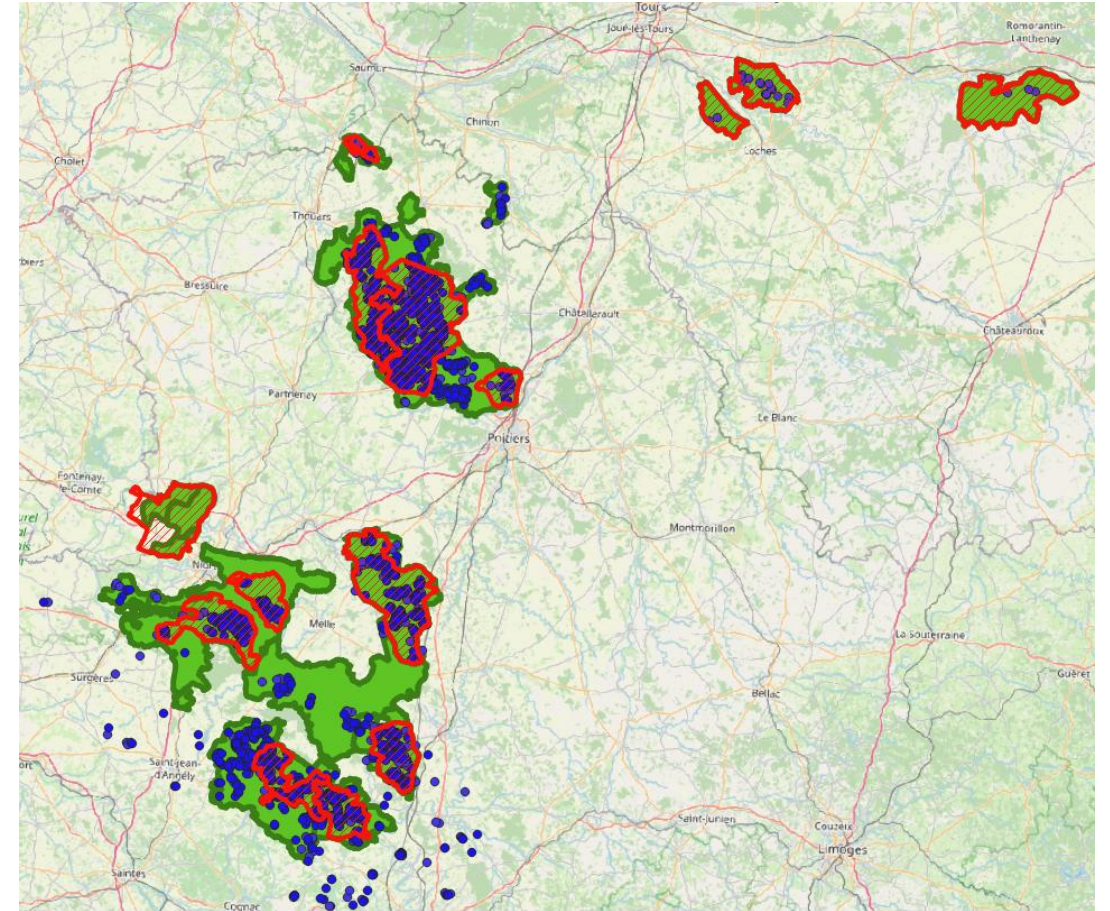 Tours
Joué-lès-Tours
Romorantin-
Lanthenay
Saumur
Chinon
Loches
Cholet
Thouars
biers
Bressuire
Châtellerault
Châteauroux
Parthenay
Le Blanc
Poitiers
Fontenay-
le-Comte
Montmorillon
Niort
Melle
La Souterraine
Surgères
Guéret
Bellac
Saint-Jean-
d'Angély
ort
Saint-Junien
Couzeix
Limoges
Saintes
Cognac